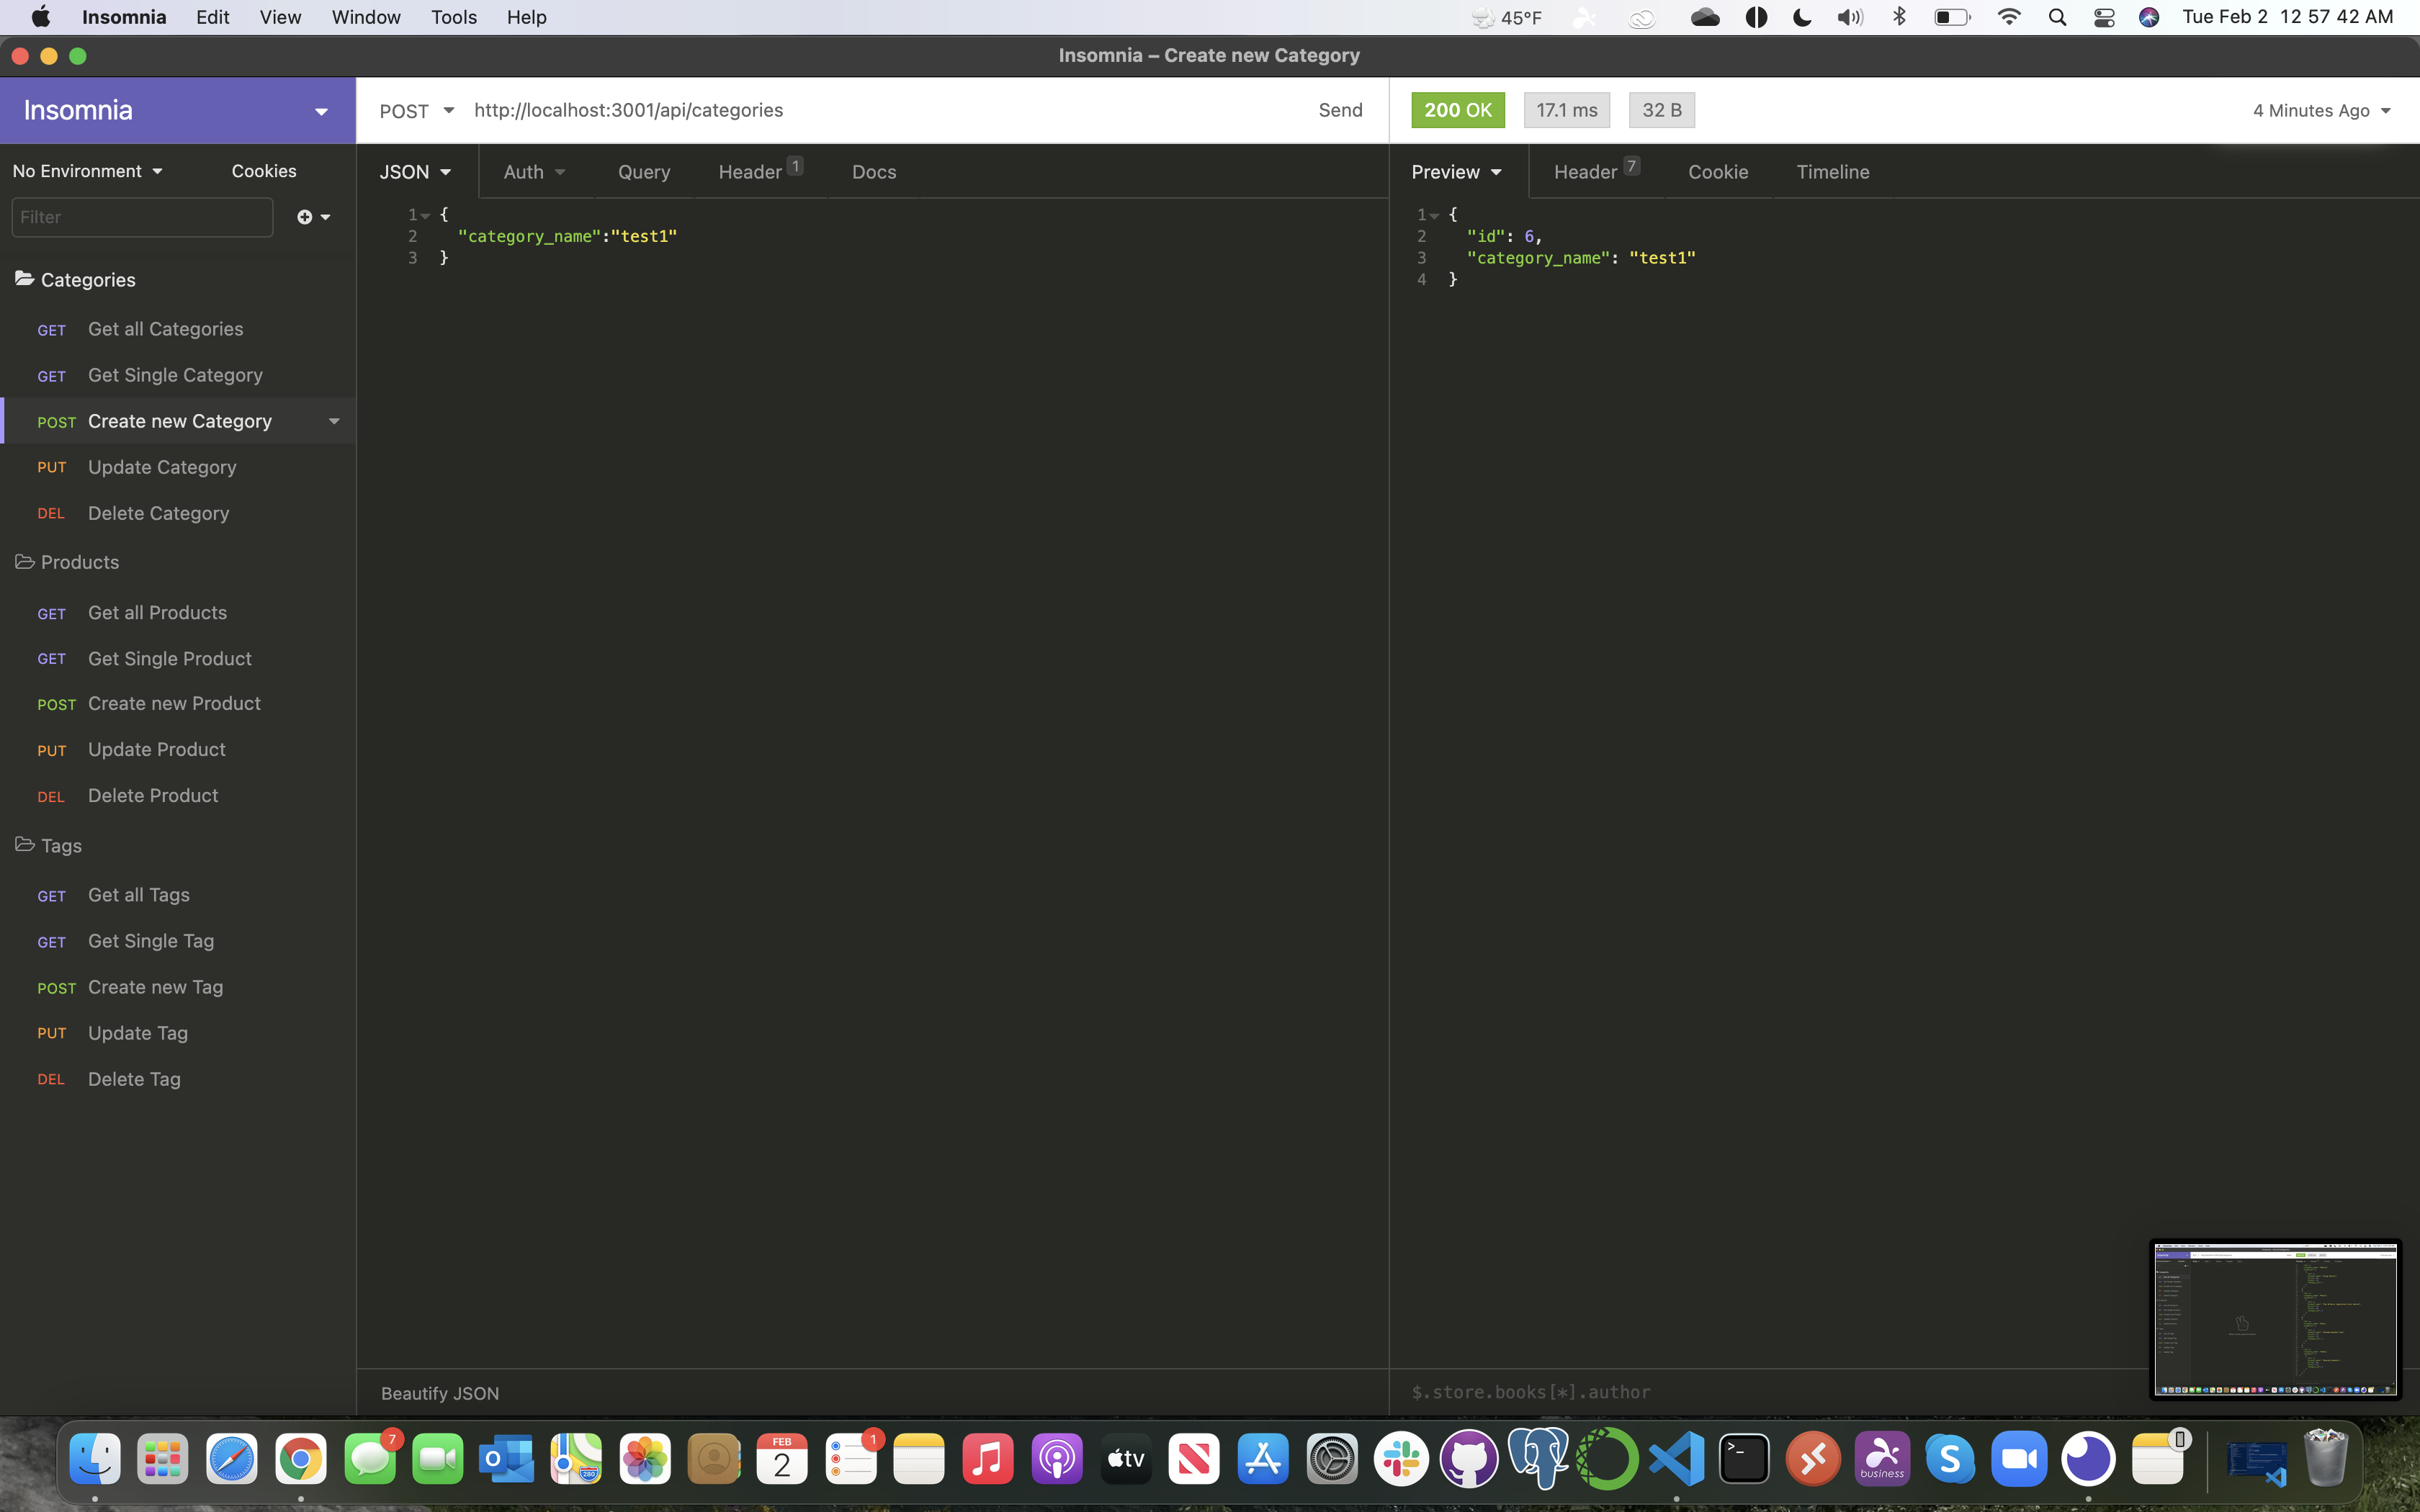 Insomnia Edit View Window Tools Help 45°F Tue Feb 2 12 57 42 AM
Insomnia – Create new Category
Insomnia POST http://localhost:3001/api/categories Send 200 OK 17.1 ms 32 B 4 Minutes Ago
No Environment Cookies JSON Auth Query Header 1 Docs Preview Header 7 Cookie Timeline
Filter
1 {
2 "category_name":"test1"
3 }
1 {
2 "id": 6,
3 "category_name": "test1"
4 }
Categories
GET Get all Categories
GET Get Single Category
POST Create new Category
PUT Update Category
DEL Delete Category
Products
GET Get all Products
GET Get Single Product
POST Create new Product
PUT Update Product
DEL Delete Product
Tags
GET Get all Tags
GET Get Single Tag
POST Create new Tag
PUT Update Tag
DEL Delete Tag
Beautify JSON $.store.books[*].author
7 FEB 2 1 280 tv business